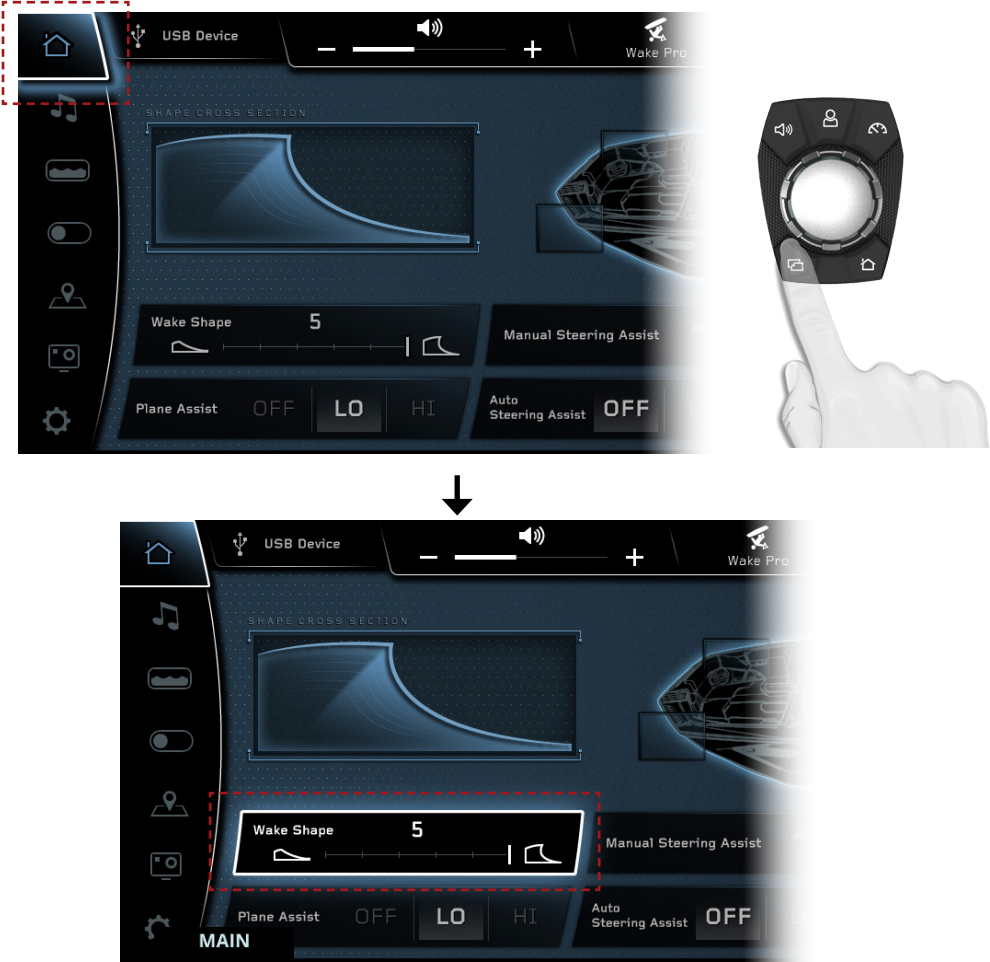 USB Device
Wake Pro
SHAPE CROSS SECTION
Wake Shape 5
Manual Steering Assist
Plane Assist OFF LO HI
Auto
Steering Assist OFF
USB Device
Wake Pro
SHAPE CROSS SECTION
Wake Shape 5
Manual Steering Assist
Plane Assist OFF LO HI
Auto
Steering Assist OFF
MAIN